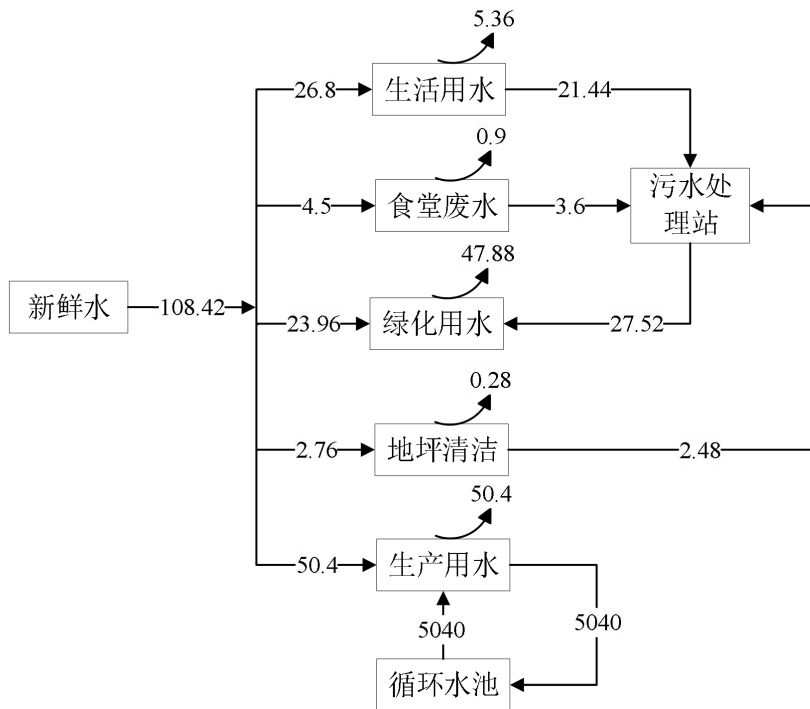 5.36
26.8
生活用水
21.44
0.9
4.5
食堂废水
3.6
污水处
理站
47.88
新鲜水
108.42
23.96
绿化用水
27.52
0.28
2.76
地坪清洁
2.48
50.4
50.4
生产用水
5040
5040
循环水池